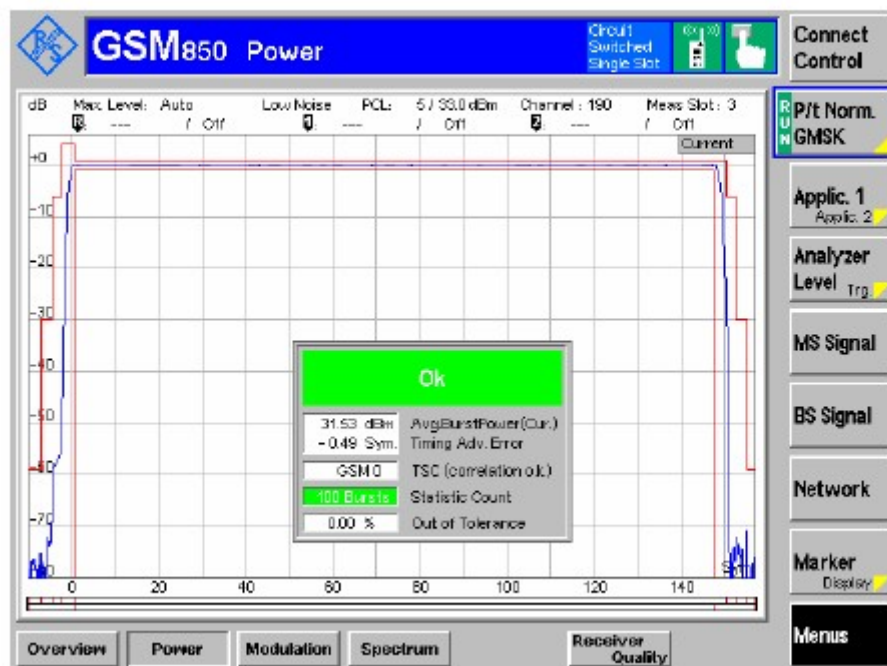 GSM850 Power
Circuit
Switched
Single Slot
Connect
Control
dB Max. Level: Auto Low Noise PCL: 5 / 33.0 dBm Channel : 190 Meas Slot: 3
--- / Off --- / Off --- / Off
Current
RUN
P/t Norm.
GMSK
Applic. 1
Applic. 2
Analyzer
Level Trg.
MS Signal
BS Signal
Network
Marker
Display
Menus
+0
-10
-20
-30
-40
-50
-60
-70
Ok
31.53 dBm Avg.BurstPower(Cur.)
-0.49 Sym. Timing Adv. Error
GSM 0 TSC (correlation o.k.)
100 Bursts Statistic Count
0.00 % Out of Tolerance
0 20 40 60 80 100 120 140
Overview Power Modulation Spectrum Receiver
Quality